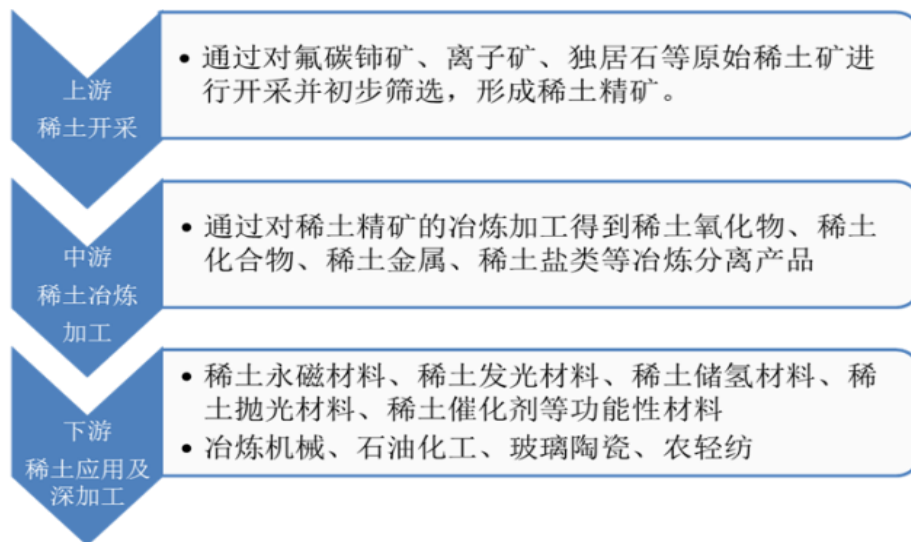 上游
稀土开采
• 通过对氟碳铈矿、离子矿、独居石等原始稀土矿进
行开采并初步筛选，形成稀土精矿。
中游
稀土冶炼
加工
• 通过对稀土精矿的冶炼加工得到稀土氧化物、稀土
化合物、稀土金属、稀土盐类等冶炼分离产品
下游
稀土应用及
深加工
• 稀土永磁材料、稀土发光材料、稀土储氢材料、稀
土抛光材料、稀土催化剂等功能性材料
• 冶炼机械、石油化工、玻璃陶瓷、农轻纺